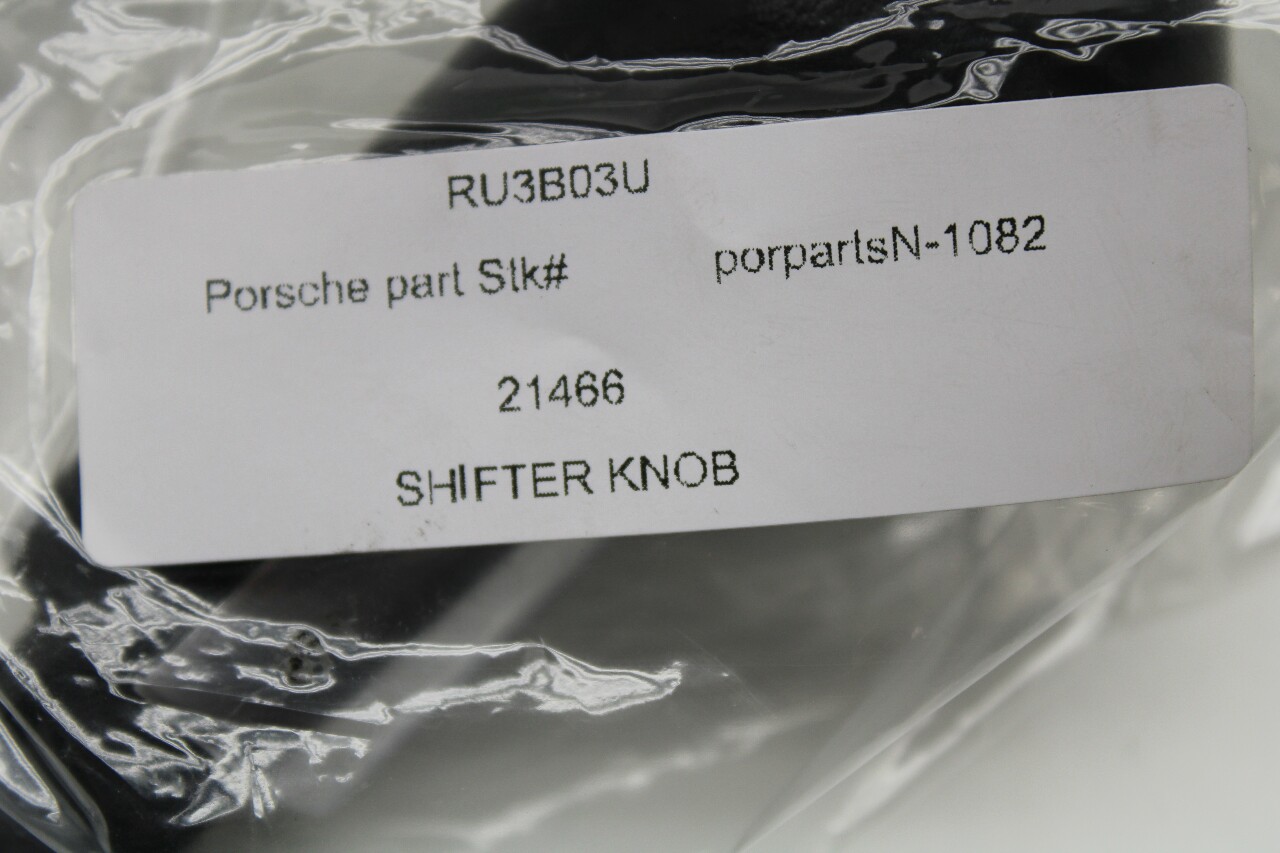 RU3B03U
Porsche part Stk# porpartsN-1082
21466
SHIFTER KNOB